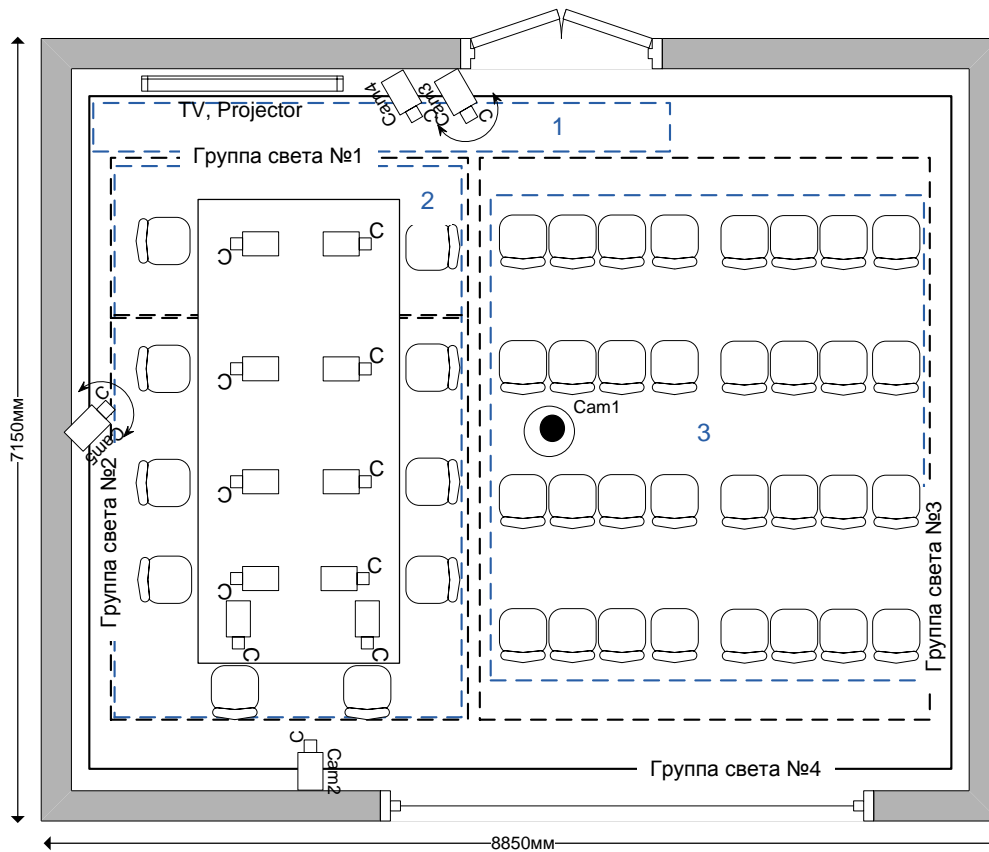 Cam4
C
Cam3
C
TV, Projector
1
Группа света №1
2
C
C
C
C
C
C
C
Cam5
Cam1
3
7150мм
Группа света №2
C
C
Группа света №3
C
C
C
C
C
Cam2
Группа света №4
8850мм